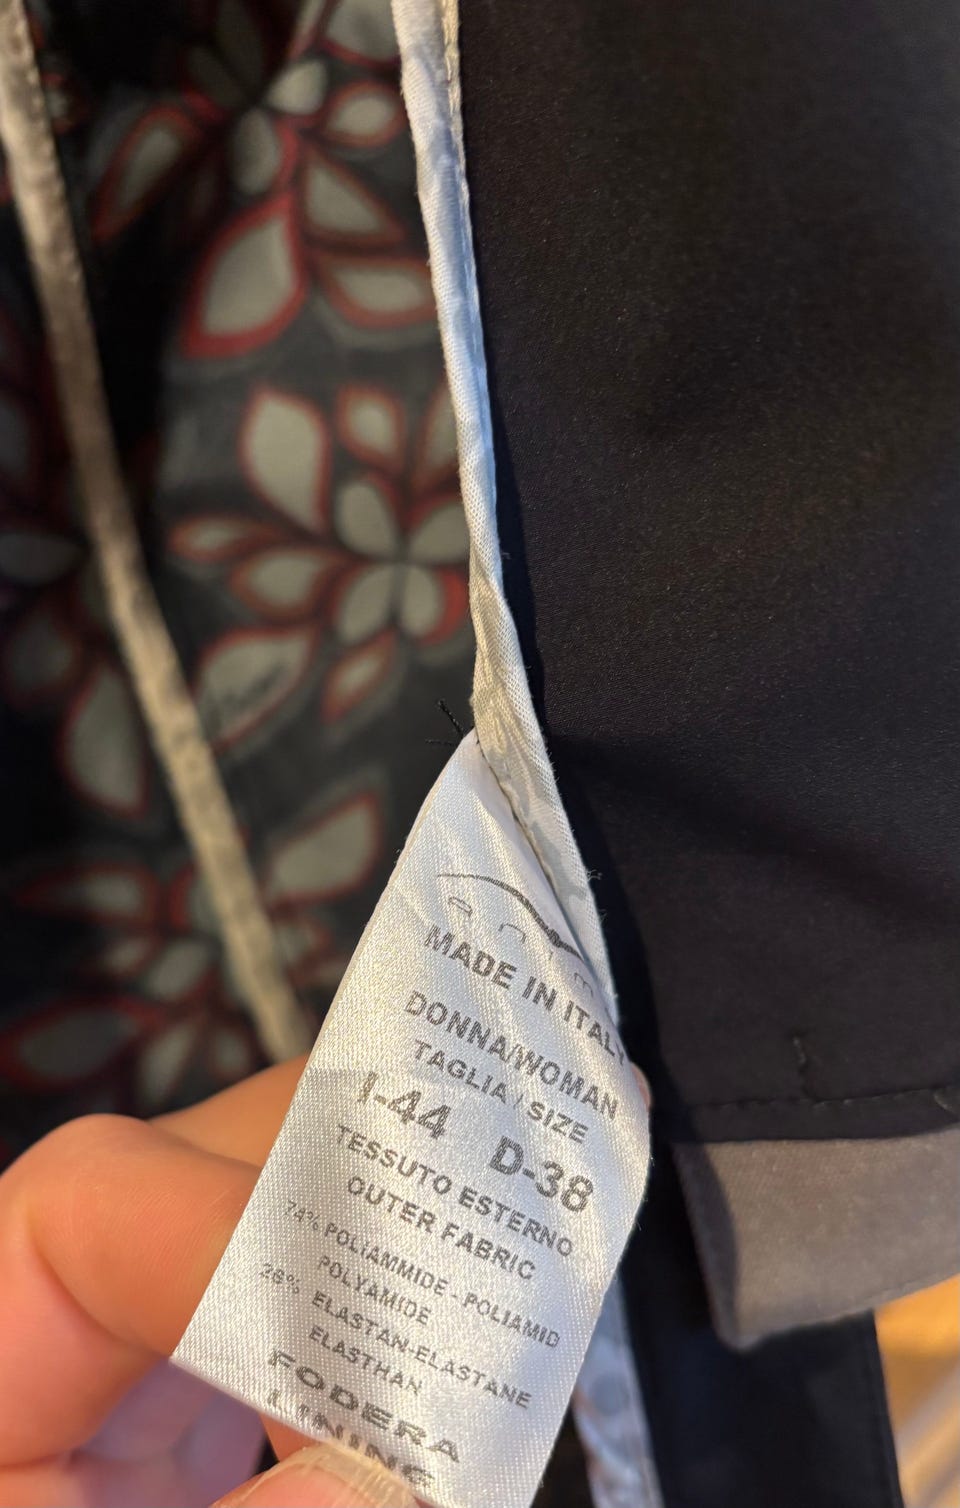 MADE IN ITALY
DONNA/WOMAN
TAGLIA / SIZE
I-44 D-38
TESSUTO ESTERNO
OUTER FABRIC
74% POLIAMMIDE - POLIAMID
POLYAMIDE
26% ELASTAN-ELASTANE
ELASTHAN
FODERA
LINING